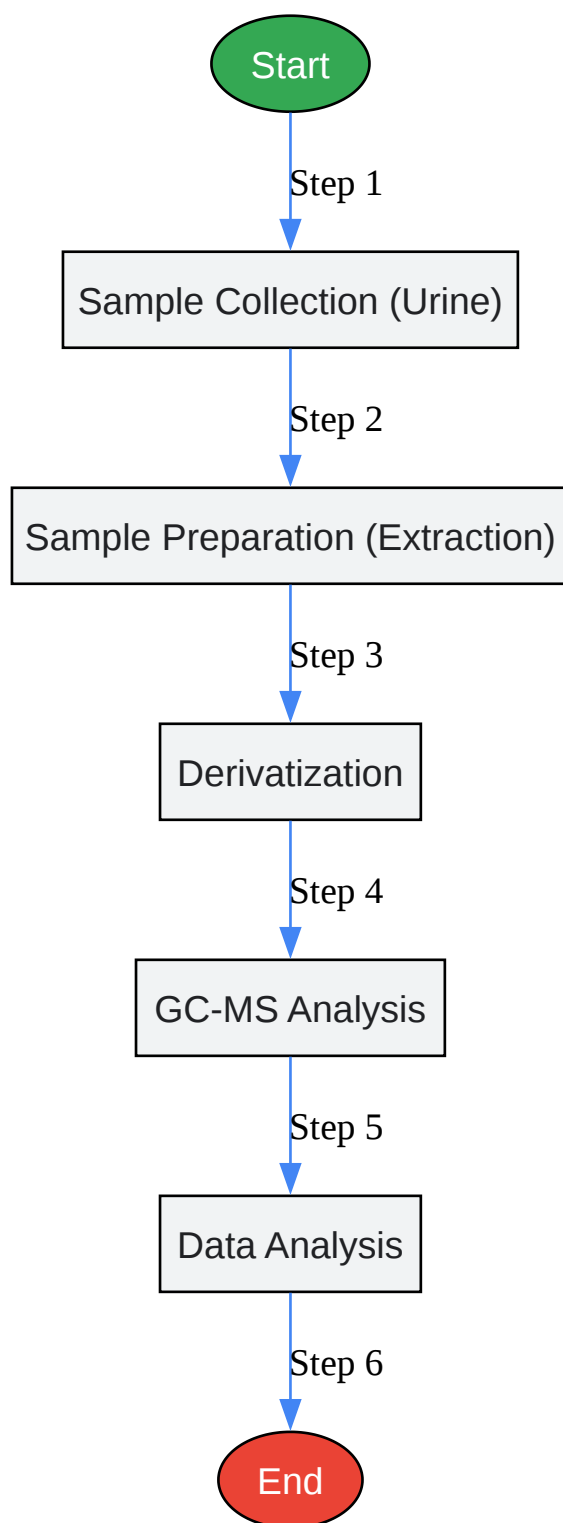 Start
Step 1
Sample Collection (Urine)
Step 2
Sample Preparation (Extraction)
Step 3
Derivatization
Step 4
GC-MS Analysis
Step 5
Data Analysis
Step 6
End